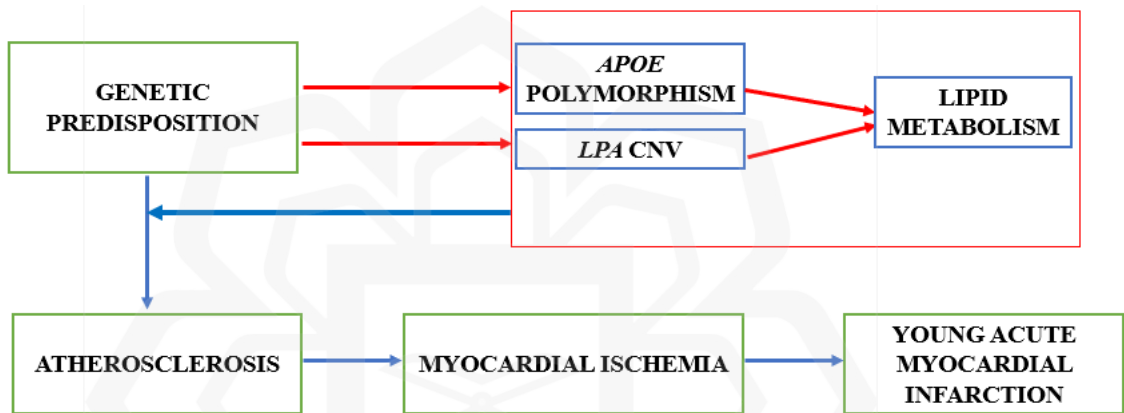 GENETIC
PREDISPOSITION
APOE
POLYMORPHISM
LPA CNV
LIPID
METABOLISM
ATHEROSCLEROSIS
MYOCARDIAL ISCHEMIA
YOUNG ACUTE
MYOCARDIAL
INFARCTION